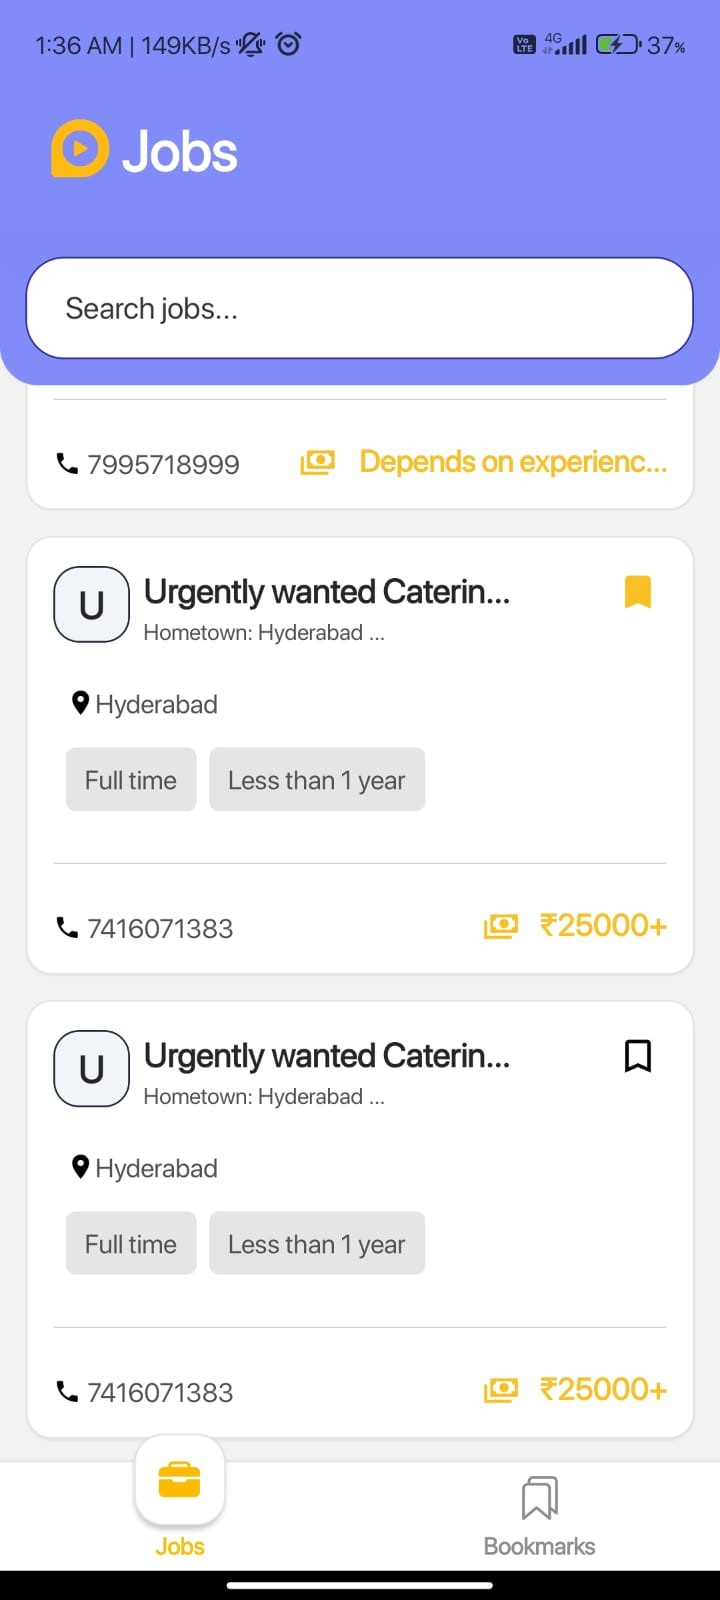 1:36 AM | 149KB/s
Vo LTE 4G 37%
Jobs
Search jobs...
7995718999 Depends on experienc...
U Urgently wanted Caterin...
Hometown: Hyderabad ...
Hyderabad
Full time Less than 1 year
7416071383 ₹25000+
U Urgently wanted Caterin...
Hometown: Hyderabad ...
Hyderabad
Full time Less than 1 year
7416071383 ₹25000+
Jobs Bookmarks